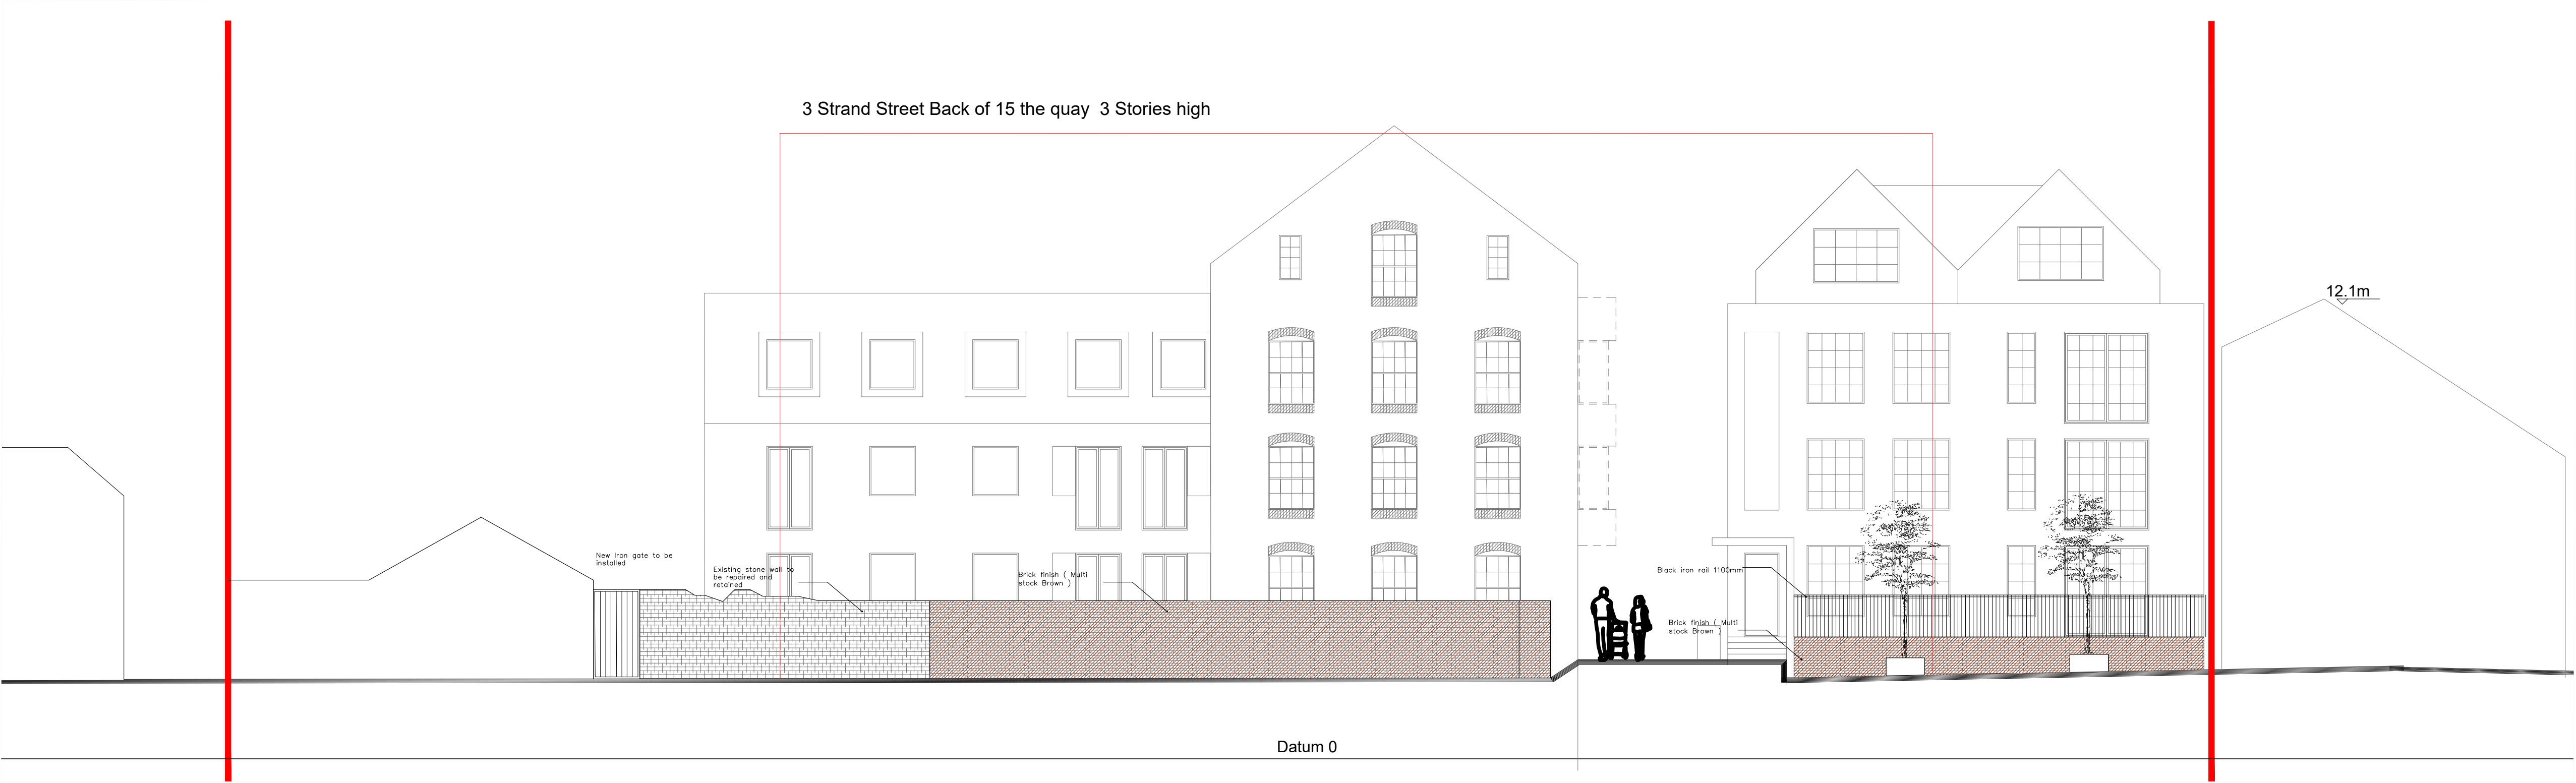 3 Strand Street Back of 15 the quay  3 Stories high
12.1m
New Iron gate to be
installed
Existing stone wall to
be repaired and
retained
Brick finish ( Multi
stock Brown )
Black iron rail 1100mm
Brick finish ( Multi
stock Brown )
Datum 0